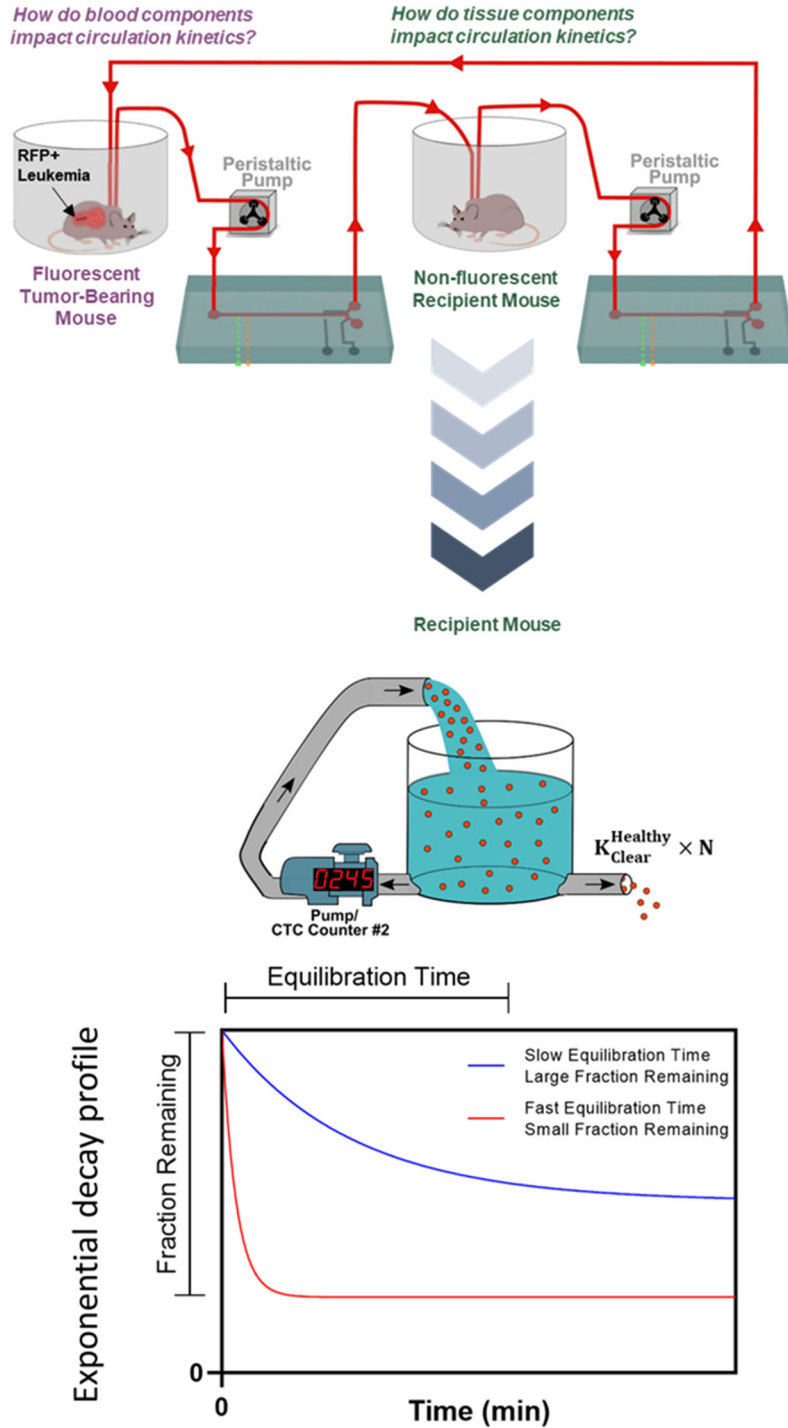 How do blood components
impact circulation kinetics?
How do tissue components
impact circulation kinetics?
RFP+
Leukemia
Peristaltic
Pump
Peristaltic
Pump
Fluorescent
Tumor-Bearing
Mouse
Non-fluorescent
Recipient Mouse
Recipient Mouse
K_Clear^Healthy × N
0245
Pump/
CTC Counter #2
Equilibration Time
Exponential decay profile
Fraction Remaining
Slow Equilibration Time
Large Fraction Remaining
Fast Equilibration Time
Small Fraction Remaining
0
0
Time (min)